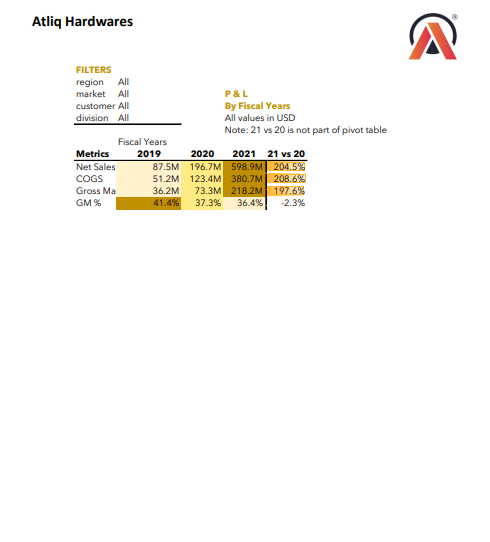 Atliq Hardwares
®
FILTERS
region All
market All
customer All
division All
P & L
By Fiscal Years
All values in USD
Note: 21 vs 20 is not part of pivot table
Fiscal Years
Metrics 2019 2020 2021 21 vs 20
Net Sales 87.5M 196.7M 598.9M 204.5%
COGS 51.2M 123.4M 380.7M 208.6%
Gross Ma 36.2M 73.3M 218.2M 197.6%
GM % 41.4% 37.3% 36.4% -2.3%